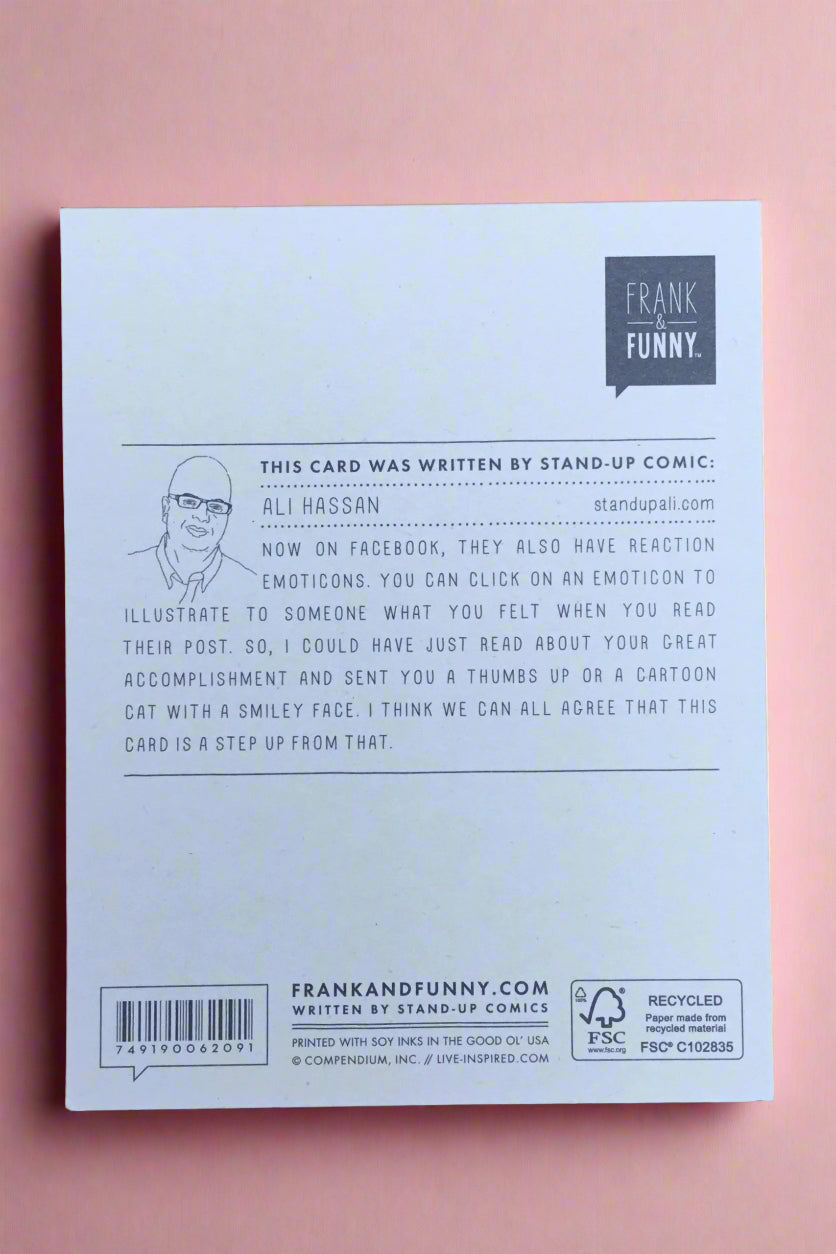 FRANK
&
FUNNY™
THIS CARD WAS WRITTEN BY STAND-UP COMIC:
ALI HASSAN standupali.com
NOW ON FACEBOOK, THEY ALSO HAVE REACTION
EMOTICONS. YOU CAN CLICK ON AN EMOTICON TO
ILLUSTRATE TO SOMEONE WHAT YOU FELT WHEN YOU READ
THEIR POST. SO, I COULD HAVE JUST READ ABOUT YOUR GREAT
ACCOMPLISHMENT AND SENT YOU A THUMBS UP OR A CARTOON
CAT WITH A SMILEY FACE. I THINK WE CAN ALL AGREE THAT THIS
CARD IS A STEP UP FROM THAT.
749190062091
FRANKANDFUNNY.COM
WRITTEN BY STAND-UP COMICS
PRINTED WITH SOY INKS IN THE GOOD OL' USA
© COMPENDIUM, INC. // LIVE-INSPIRED.COM
100%
®
FSC
www.fsc.org
RECYCLED
Paper made from
recycled material
FSC® C102835